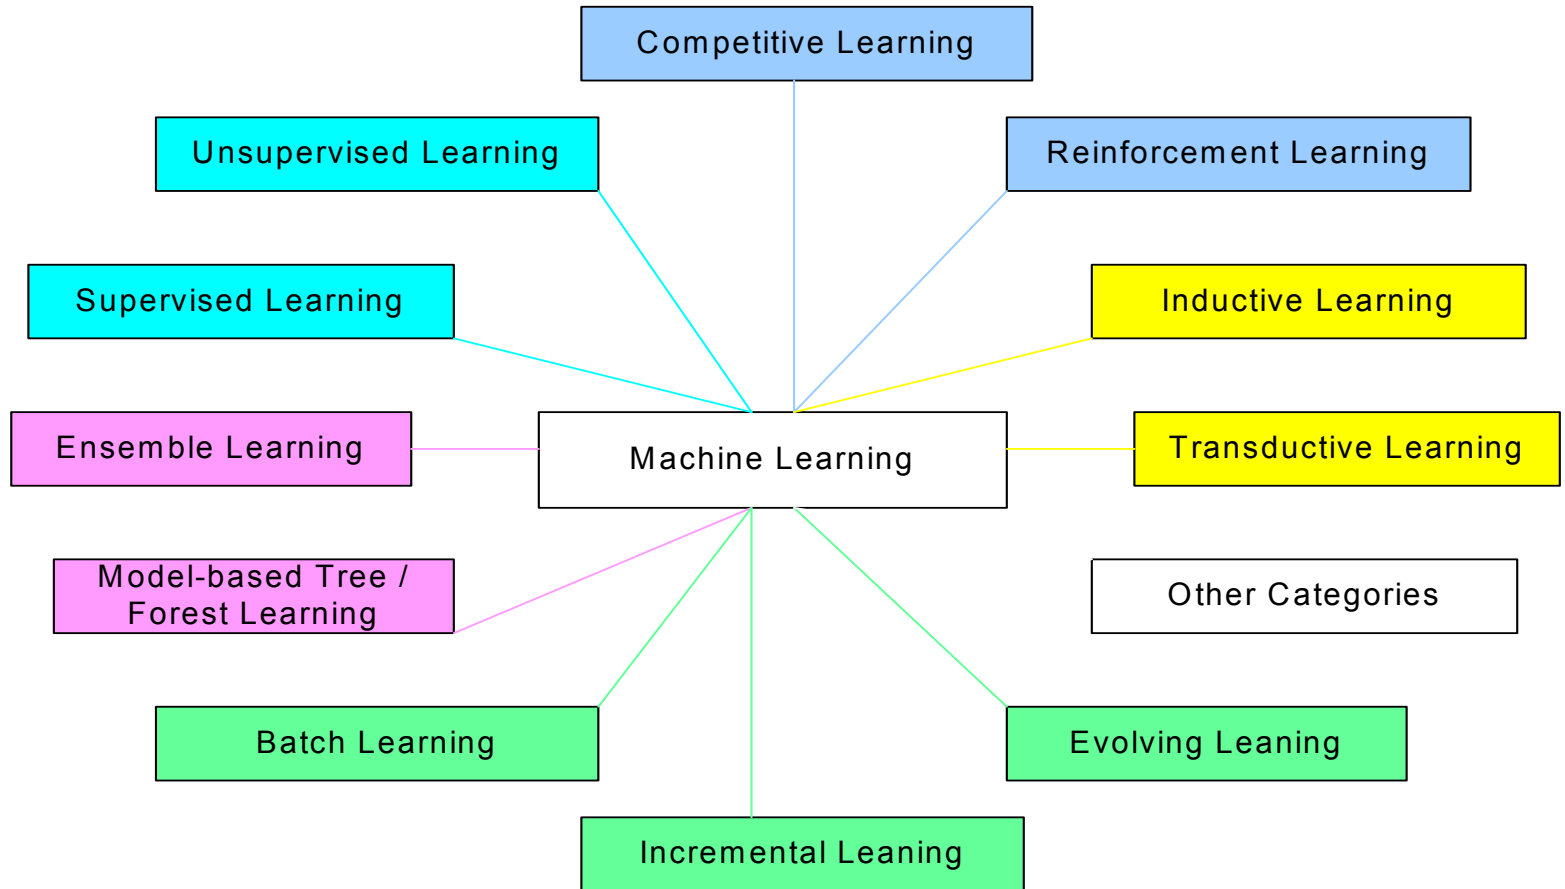 Competitive Learning
Unsupervised Learning
Reinforcement Learning
Supervised Learning
Inductive Learning
Ensemble Learning
Machine Learning
Transductive Learning
Model-based Tree /
Forest Learning
Other Categories
Batch Learning
Evolving Leaning
Incremental Leaning